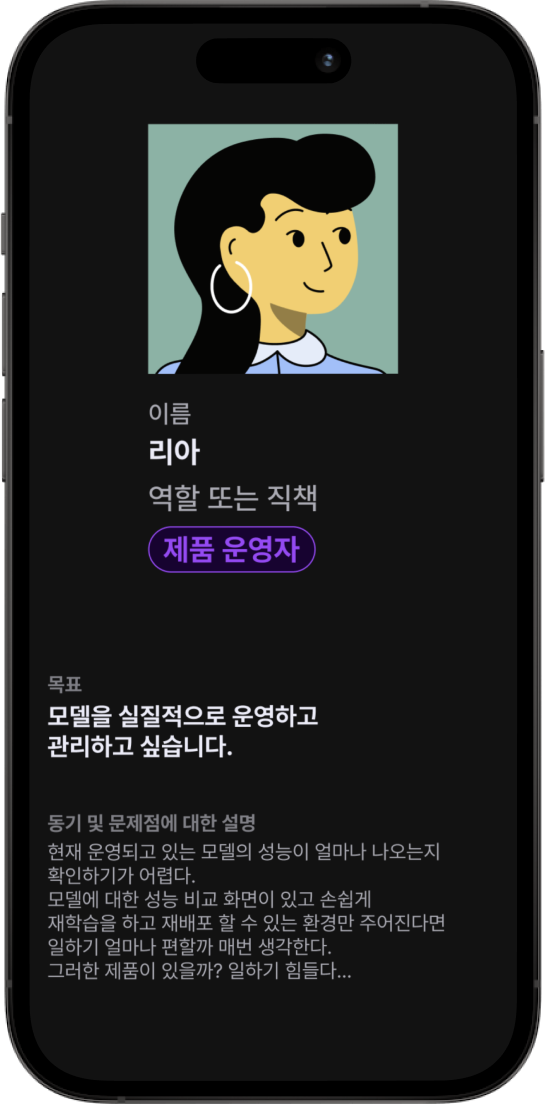 이름
리아
역할 또는 직책
제품 운영자
목표
모델을 실질적으로 운영하고
관리하고 싶습니다.
동기 및 문제점에 대한 설명
현재 운영되고 있는 모델의 성능이 얼마나 나오는지
확인하기가 어렵다.
모델에 대한 성능 비교 화면이 있고 손쉽게
재학습을 하고 재배포 할 수 있는 환경만 주어진다면
일하기 얼마나 편할까 매번 생각한다.
그러한 제품이 있을까? 일하기 힘들다...